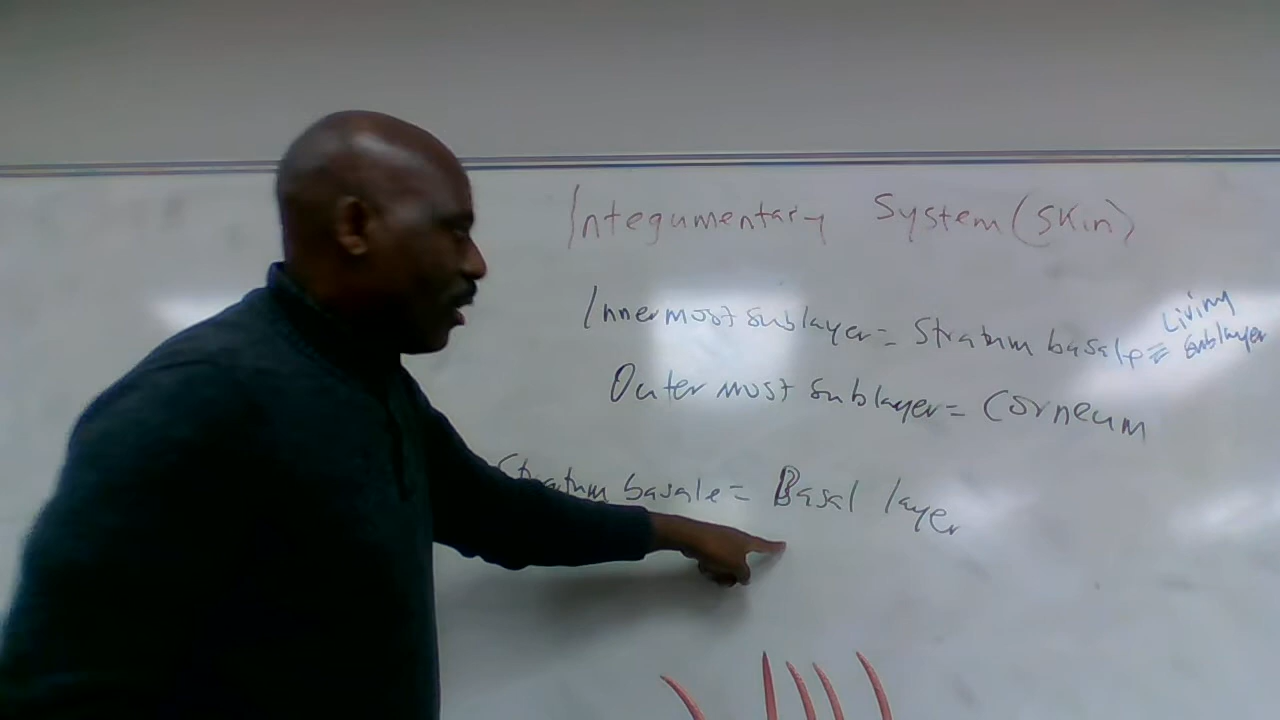 Integumentary System (Skin)
Innermost sublayer = Stratum basale = Living sublayer
Outermost sublayer = Corneum
Stratum basale = Basal layer